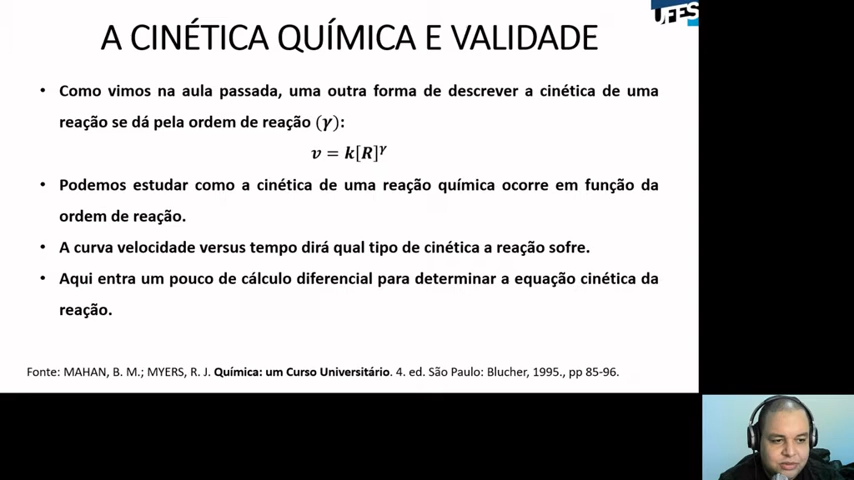 UFES
A CINÉTICA QUÍMICA E VALIDADE
• Como vimos na aula passada, uma outra forma de descrever a cinética de uma
reação se dá pela ordem de reação (γ):
v = k[R]^γ
• Podemos estudar como a cinética de uma reação química ocorre em função da
ordem de reação.
• A curva velocidade versus tempo dirá qual tipo de cinética a reação sofre.
• Aqui entra um pouco de cálculo diferencial para determinar a equação cinética da
reação.
Fonte: MAHAN, B. M.; MYERS, R. J. Química: um Curso Universitário. 4. ed. São Paulo: Blucher, 1995., pp 85-96.